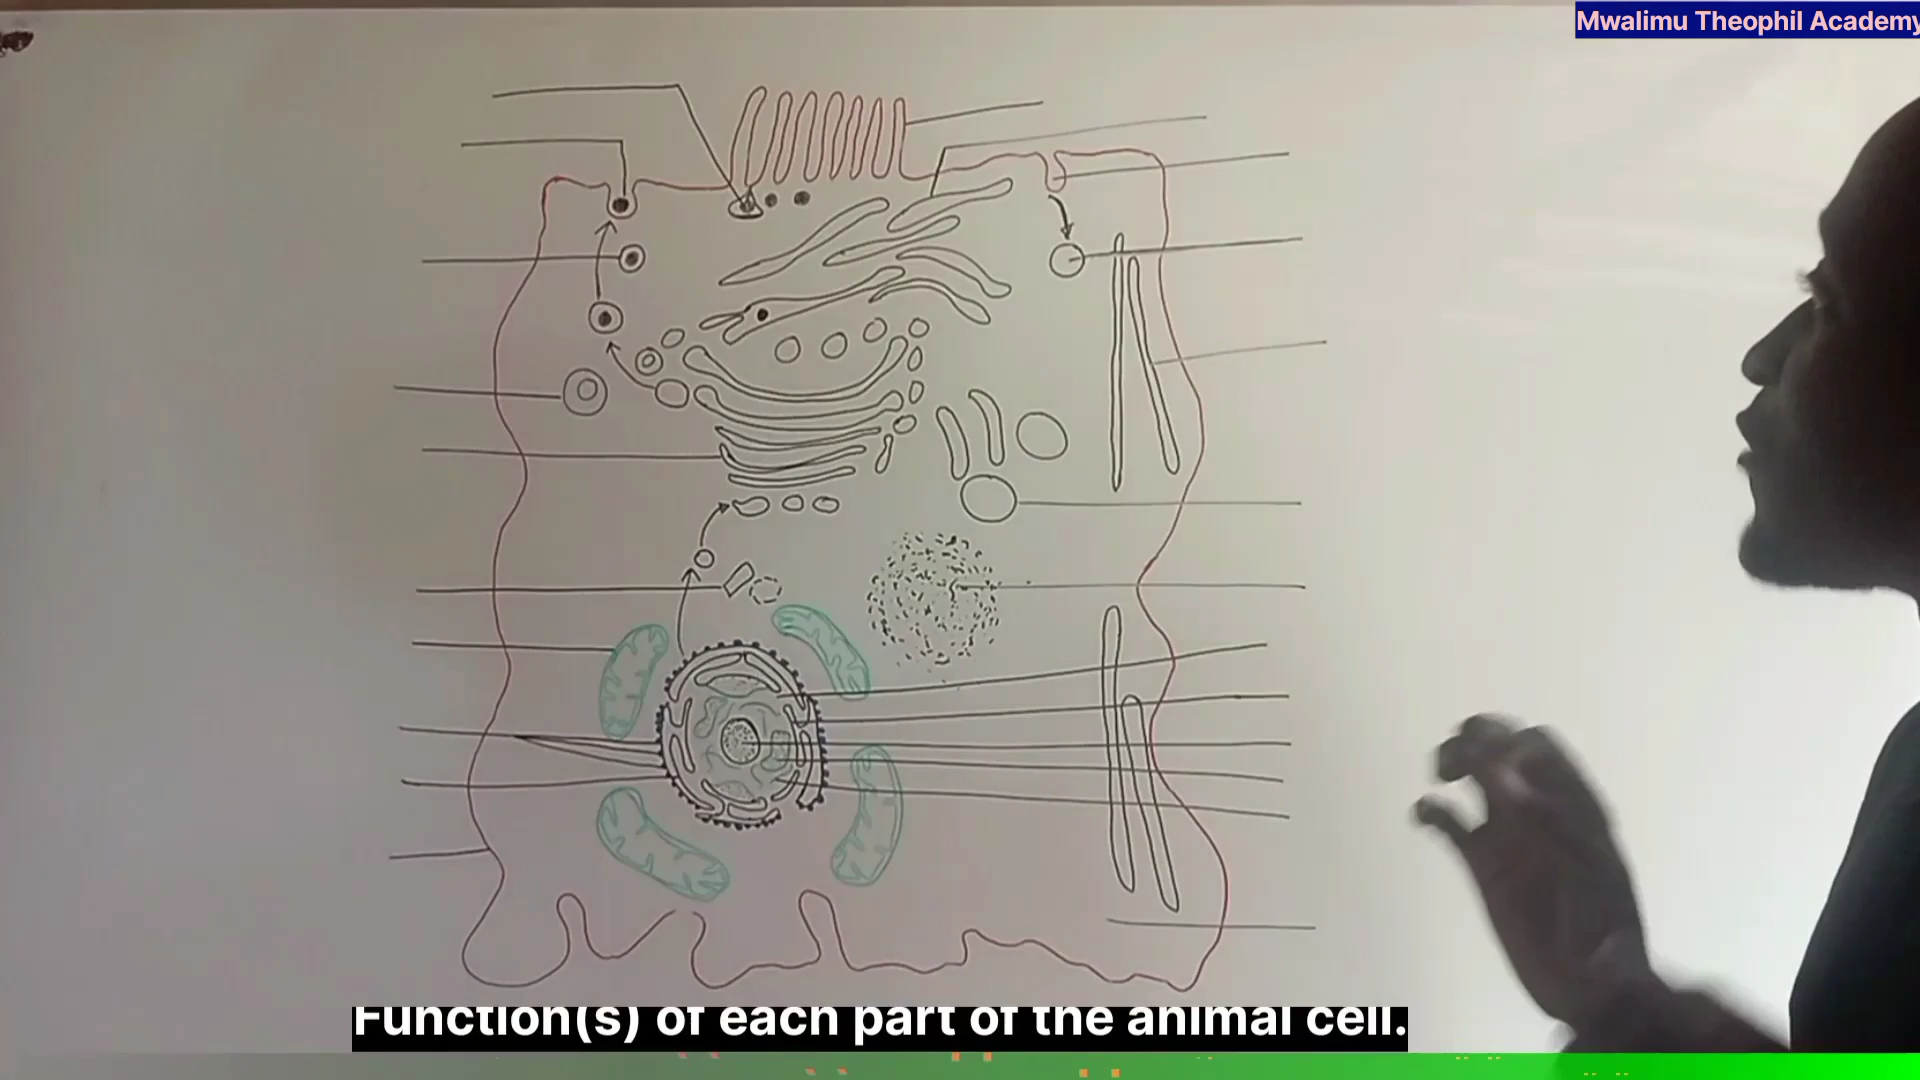 Mwalimu Theophil Academy
Function(s) of each part of the animal cell.